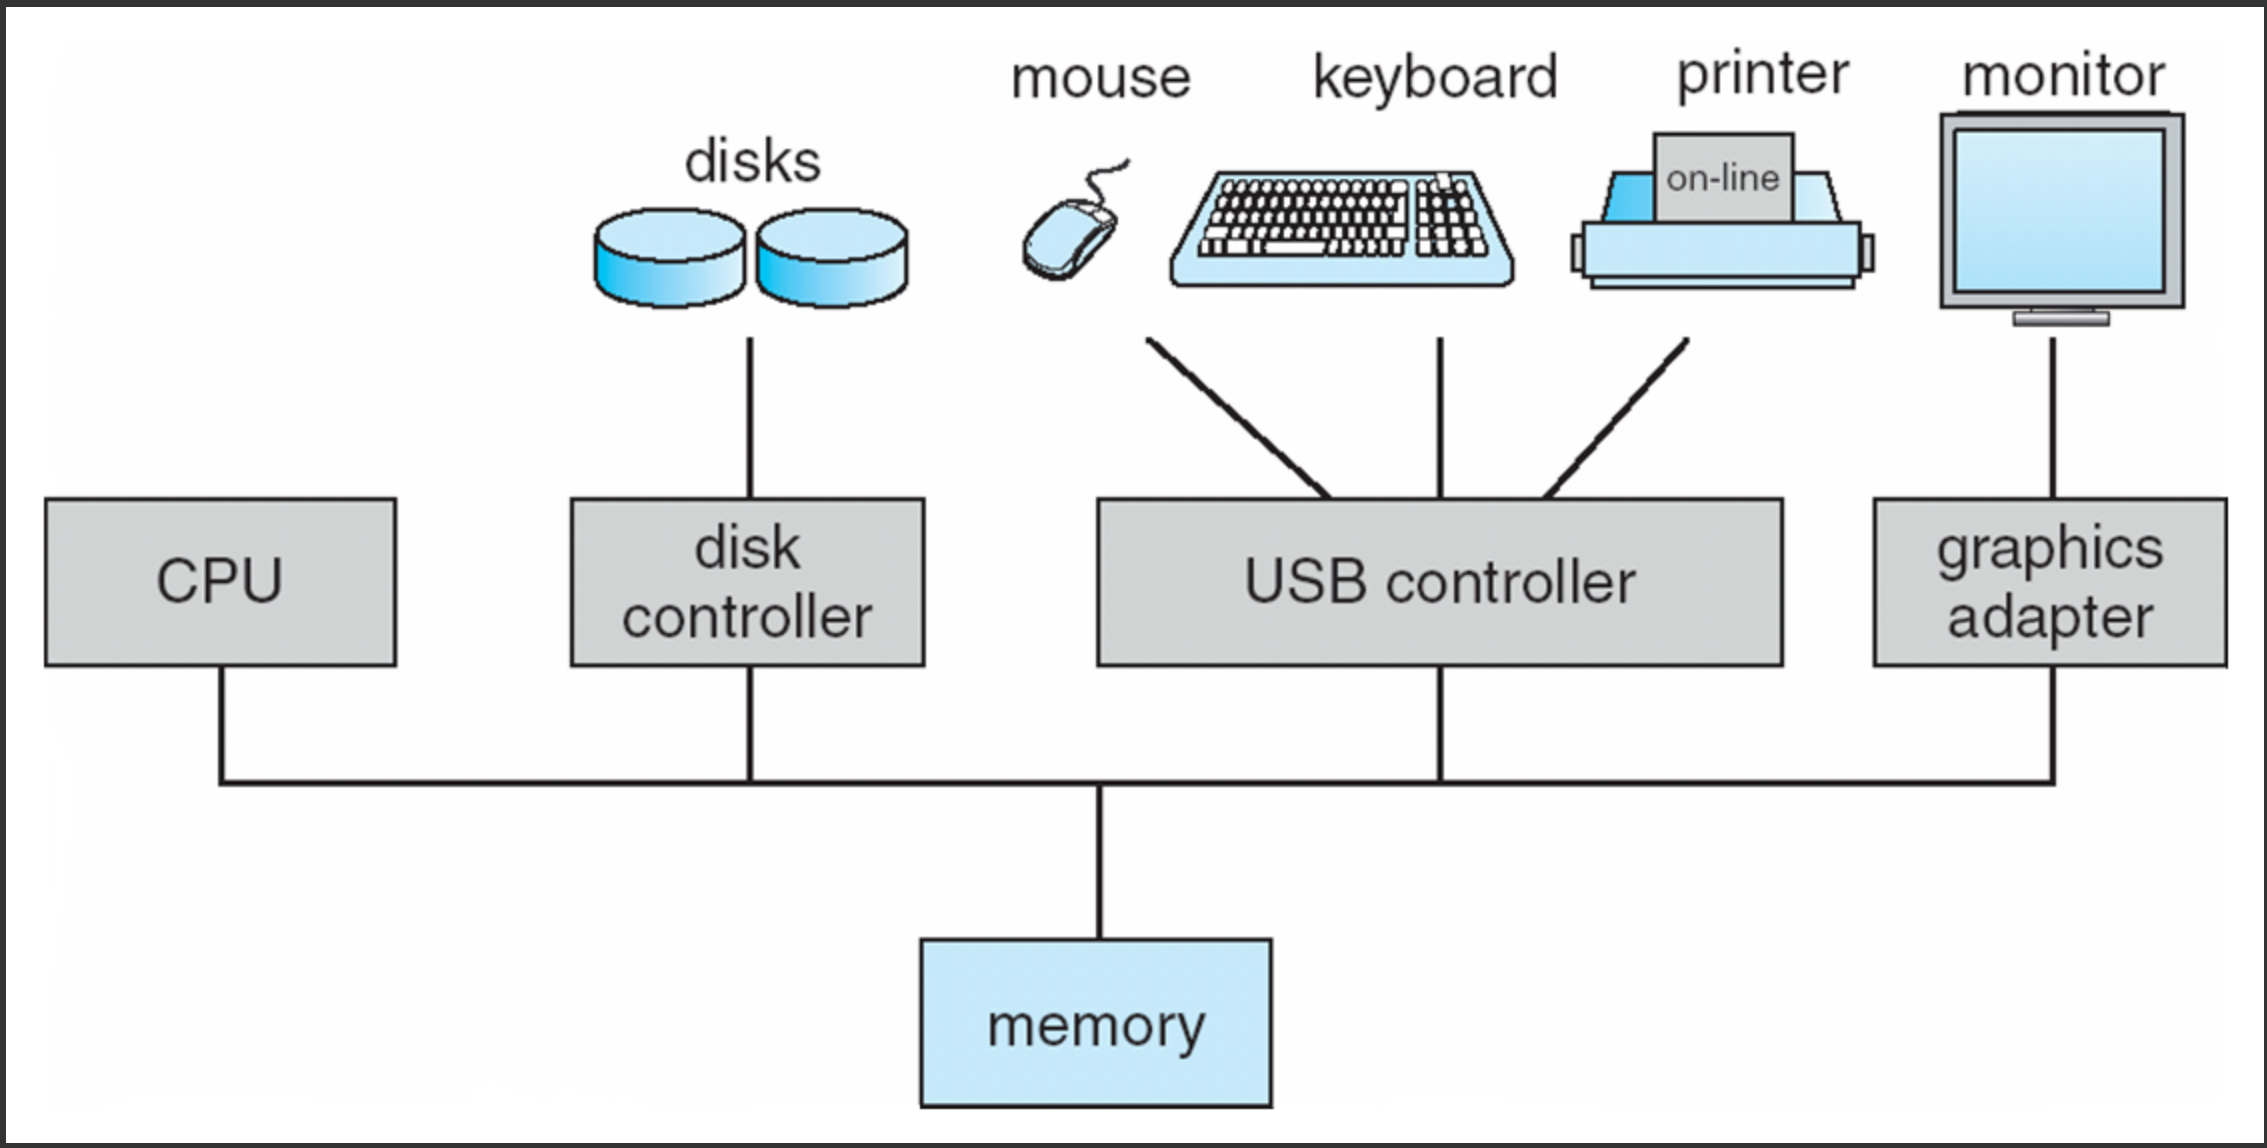 mouse
keyboard
printer
monitor
disks
on-line
CPU
disk
controller
USB controller
graphics
adapter
memory